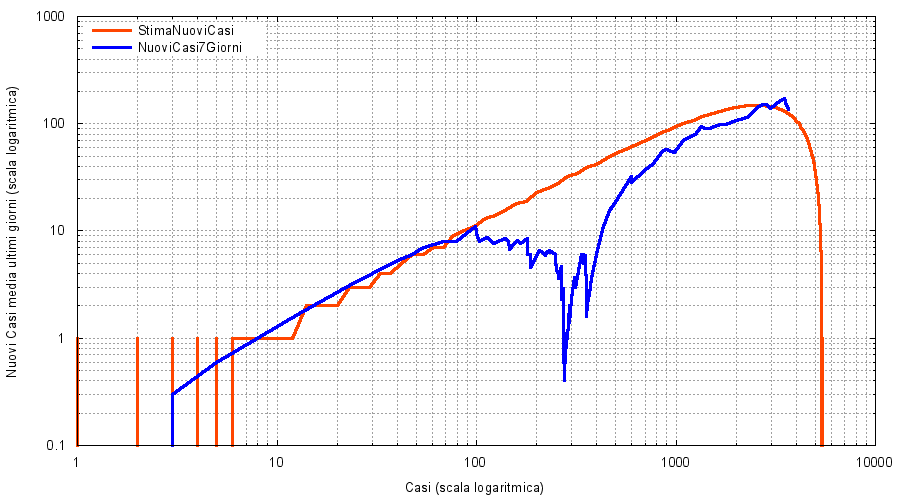 1000
StimaNuoviCasi
NuoviCasi7Giorni
100
10
1
0.1
Nuovi Casi media ultimi giorni (scala logaritmica)
1 10 100 1000 10000
Casi (scala logaritmica)